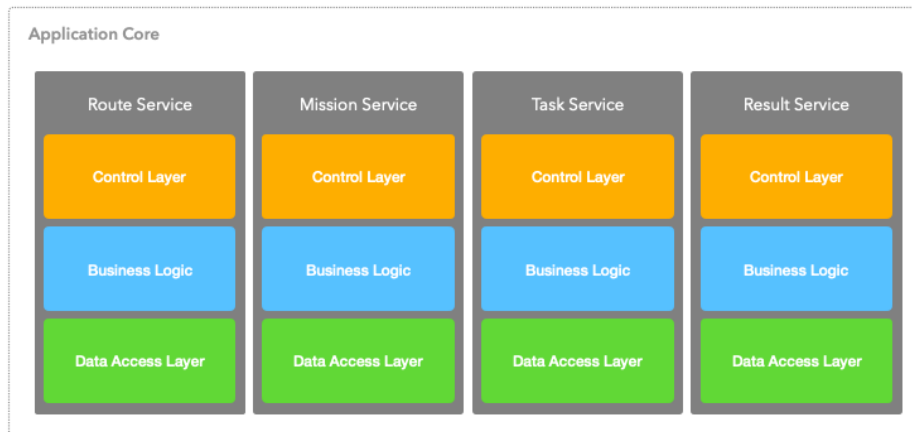 Application Core
Route Service
Control Layer
Business Logic
Data Access Layer
Mission Service
Control Layer
Business Logic
Data Access Layer
Task Service
Control Layer
Business Logic
Data Access Layer
Result Service
Control Layer
Business Logic
Data Access Layer